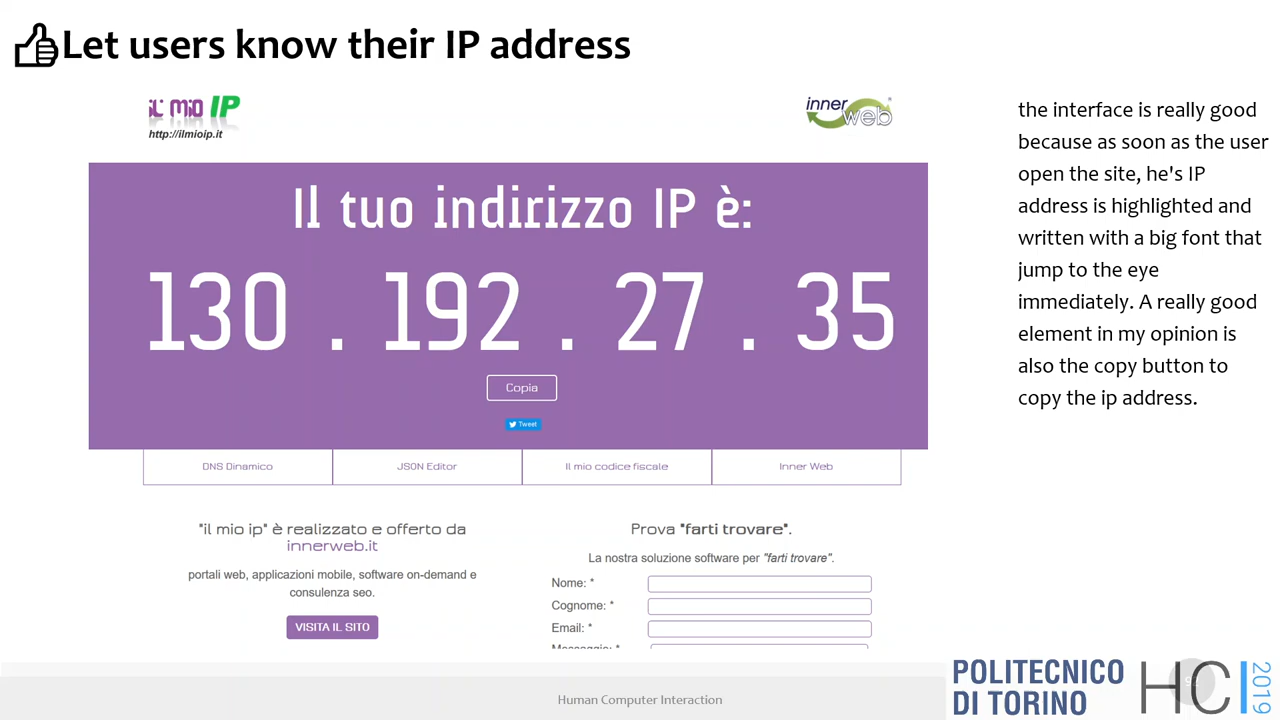 Let users know their IP address
il mio IP
http://ilmioip.it
inner web
Il tuo indirizzo IP è:
130 . 192 . 27 . 35
Copia
Tweet
DNS Dinamico
JSON Editor
Il mio codice fiscale
Inner Web
"il mio ip" è realizzato e offerto da
innerweb.it
portali web, applicazioni mobile, software on-demand e
consulenza seo.
VISITA IL SITO
Prova "farti trovare".
La nostra soluzione software per "farti trovare".
Nome: *
Cognome: *
Email: *
Messaggio: *
the interface is really good
because as soon as the user
open the site, he's IP
address is highlighted and
written with a big font that
jump to the eye
immediately. A really good
element in my opinion is
also the copy button to
copy the ip address.
Human Computer Interaction
POLITECNICO
DI TORINO
HCI
2019